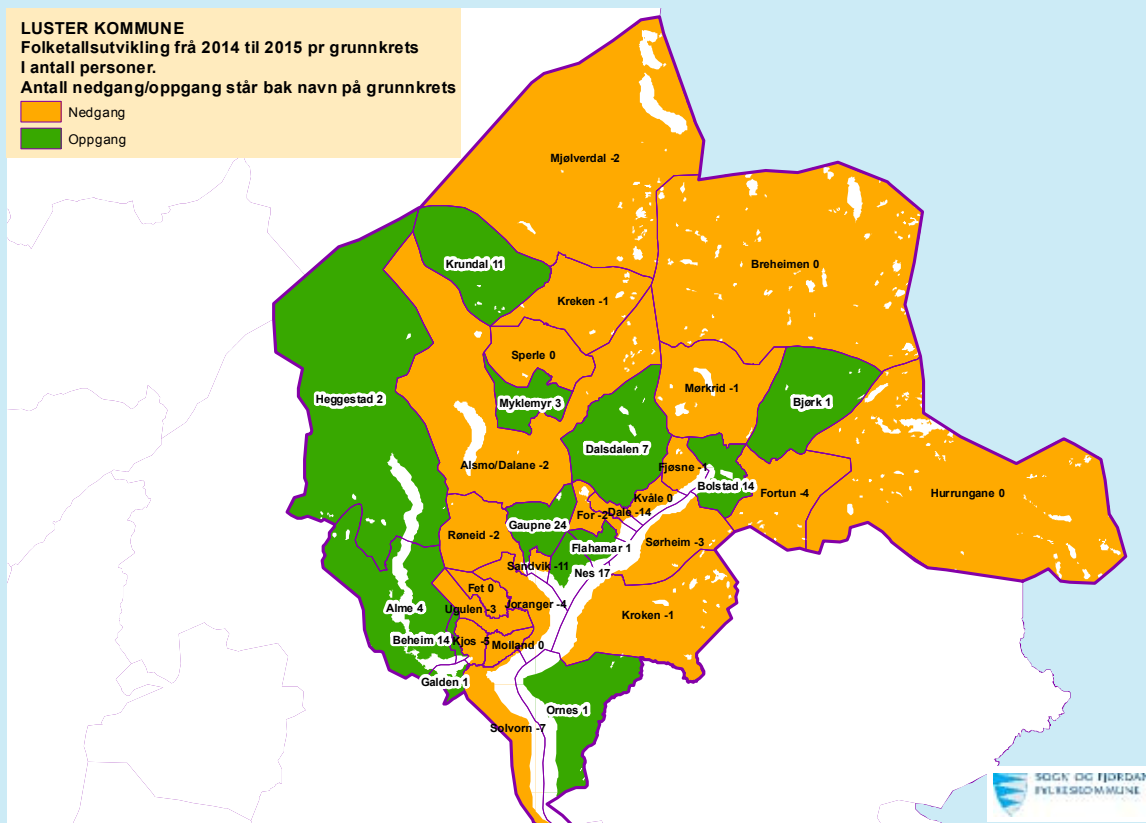 LUSTER KOMMUNE
Folketallsutvikling frå 2014 til 2015 pr grunnkrets
I antall personer.
Antall nedgang/oppgang står bak navn på grunnkrets
Nedgang
Oppgang
Mjølverdal -2
Krundal 11
Breheimen 0
Kreken -1
Sperle 0
Mørkrid -1
Heggestad 2
Myklemyr 3
Bjørk 1
Dalsdalen 7
Alsmo/Dalane -2
Fjøsne -1
Bolstad 14
Fortun -4
Hurrungane 0
Kvåle 0
For -2
Dale -14
Gaupne 24
Røneid -2
Flahamar 1
Sørheim -3
Sandvik -11
Nes 17
Fet 0
Joranger -4
Alme 4
Ugulen -3
Kroken -1
Beheim 14
Kjos -5
Molland 0
Galden 1
Ornes 1
Solvorn -7
SOGN OG FJORDANE
FYLKESKOMMUNE